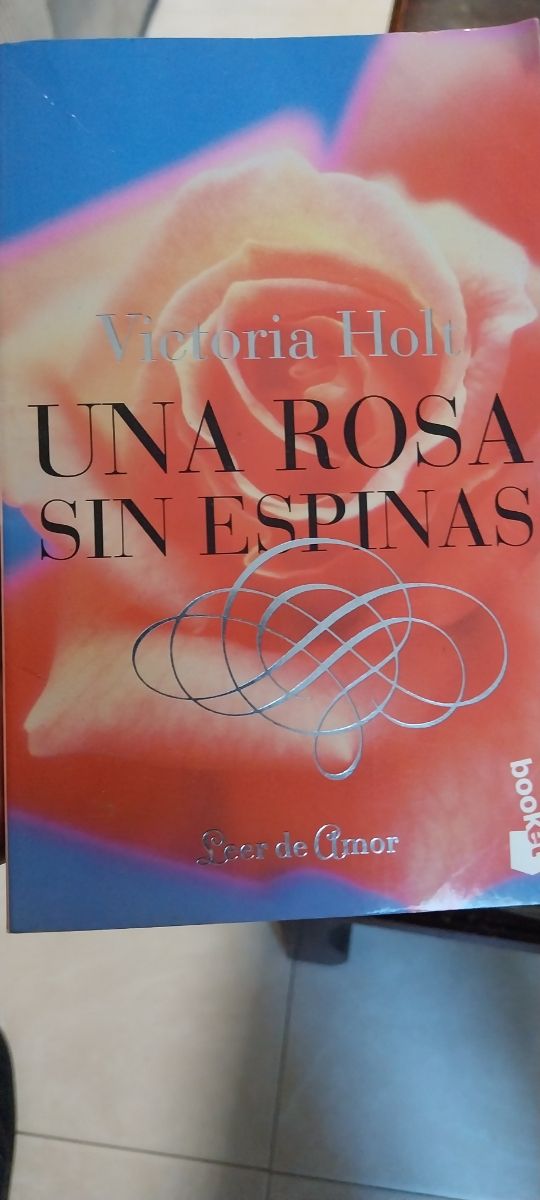 Victoria Holt
UNA ROSA
SIN ESPINAS
booket
Leer de Amor